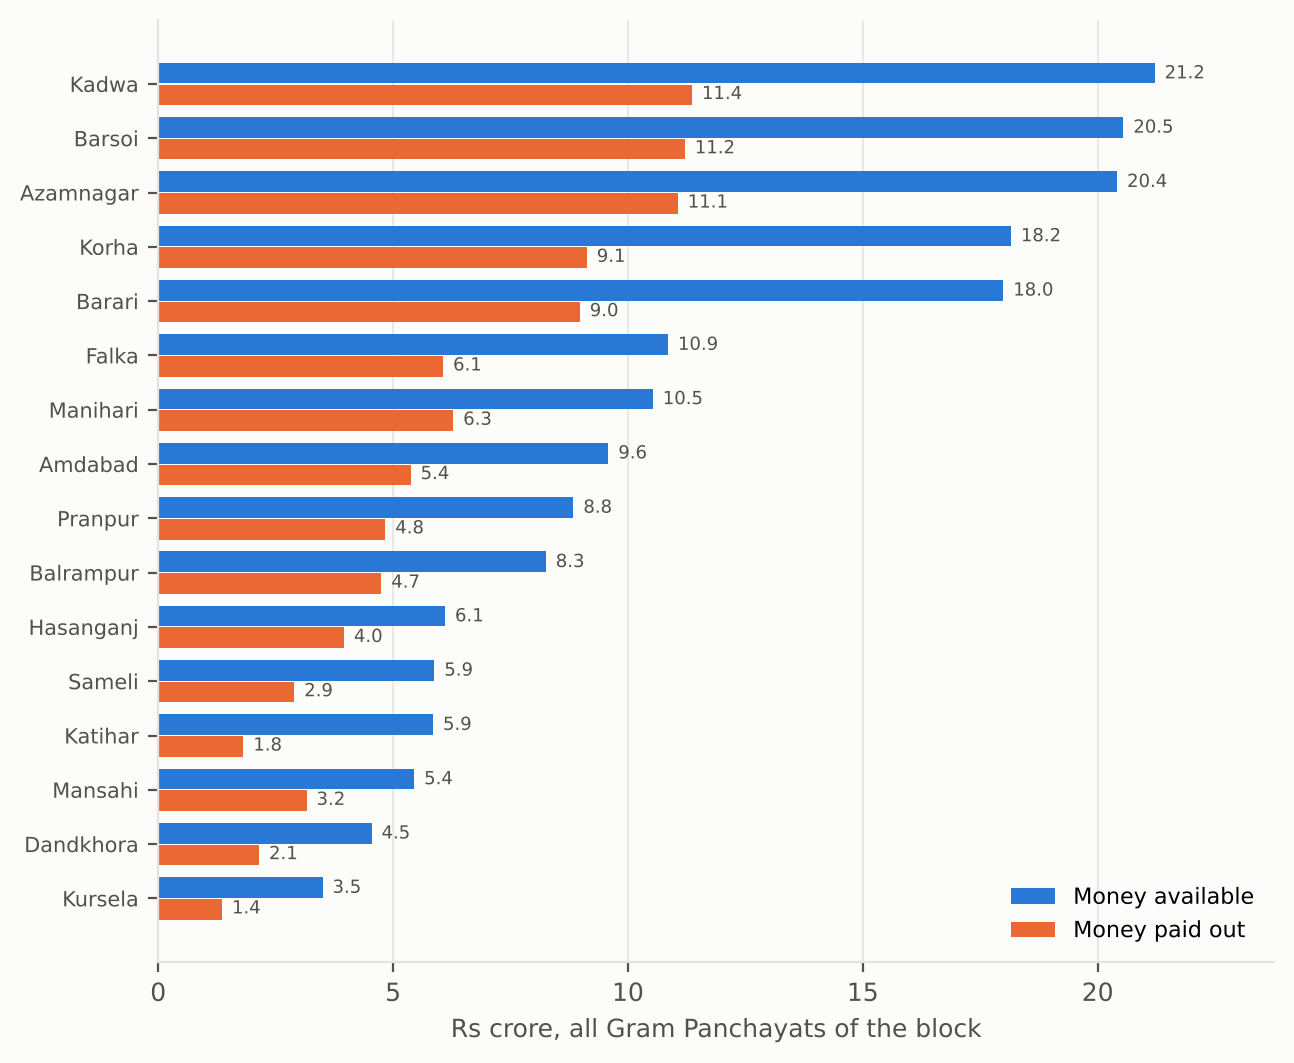 Kadwa 21.2
11.4
Barsoi 20.5
11.2
Azamnagar 20.4
11.1
Korha 18.2
9.1
Barari 18.0
9.0
Falka 10.9
6.1
Manihari 10.5
6.3
Amdabad 9.6
5.4
Pranpur 8.8
4.8
Balrampur 8.3
4.7
Hasanganj 6.1
4.0
Sameli 5.9
2.9
Katihar 5.9
1.8
Mansahi 5.4
3.2
Dandkhora 4.5
2.1
Kursela 3.5
1.4
Money available
Money paid out
0 5 10 15 20
Rs crore, all Gram Panchayats of the block